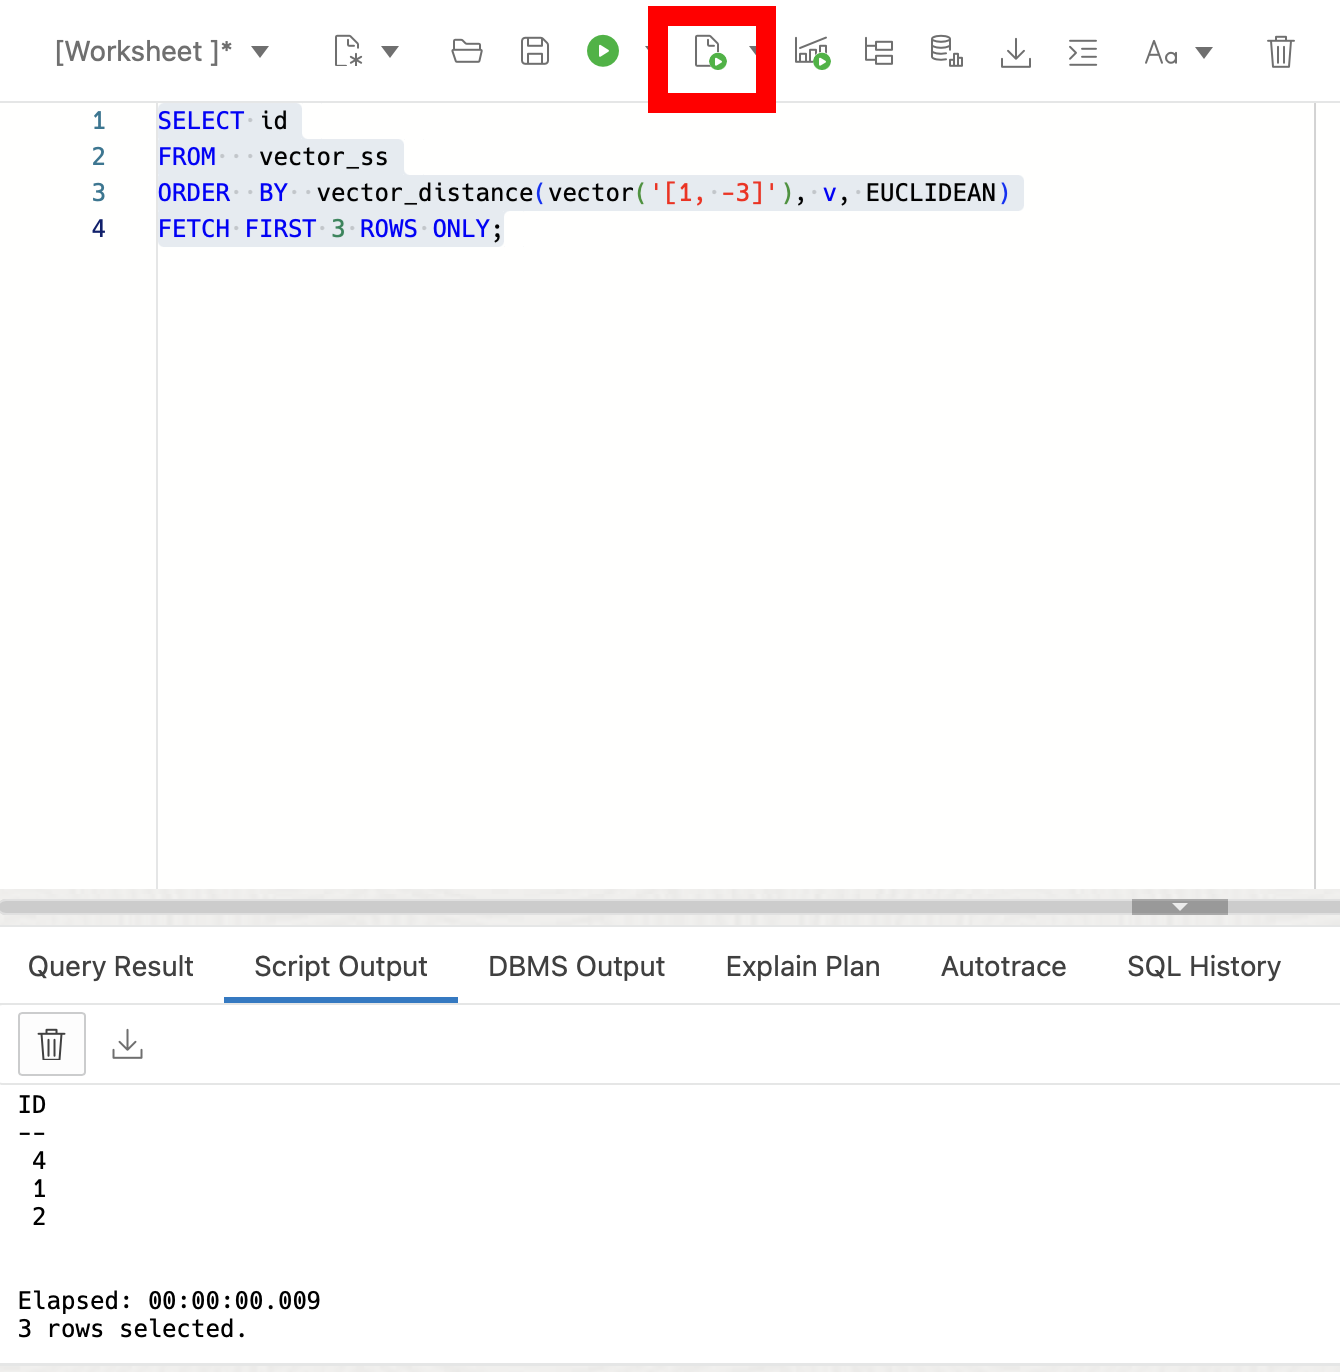 [Worksheet ]*
Aa
1 SELECT id
2 FROM   vector_ss
3 ORDER  BY  vector_distance(vector('[1, -3]'), v, EUCLIDEAN)
4 FETCH FIRST 3 ROWS ONLY;
Query Result Script Output DBMS Output Explain Plan Autotrace SQL History
ID
--
4
1
2
Elapsed: 00:00:00.009
3 rows selected.